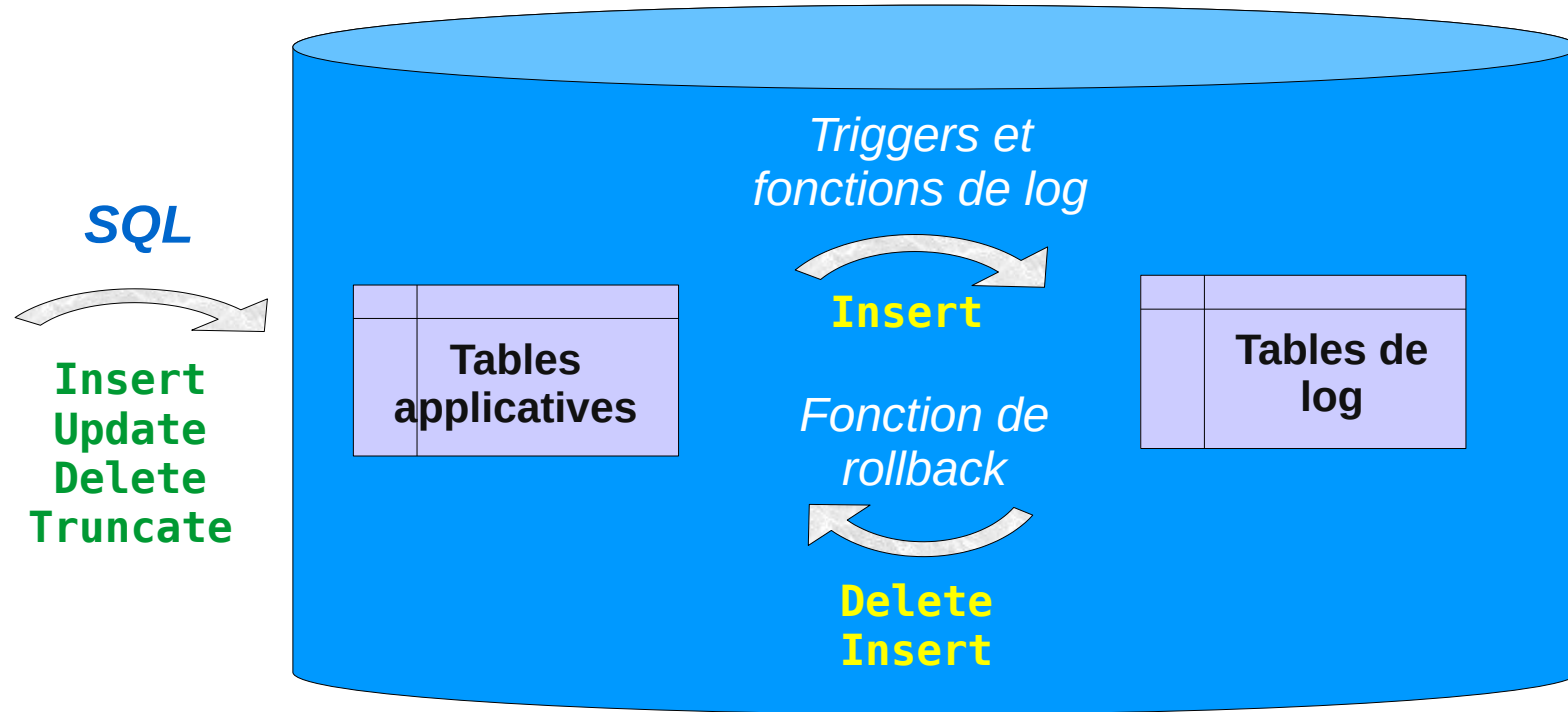 SQL
Insert
Update
Delete
Truncate
Triggers et
fonctions de log
Insert
Tables
applicatives
Tables de
log
Fonction de
rollback
Delete
Insert